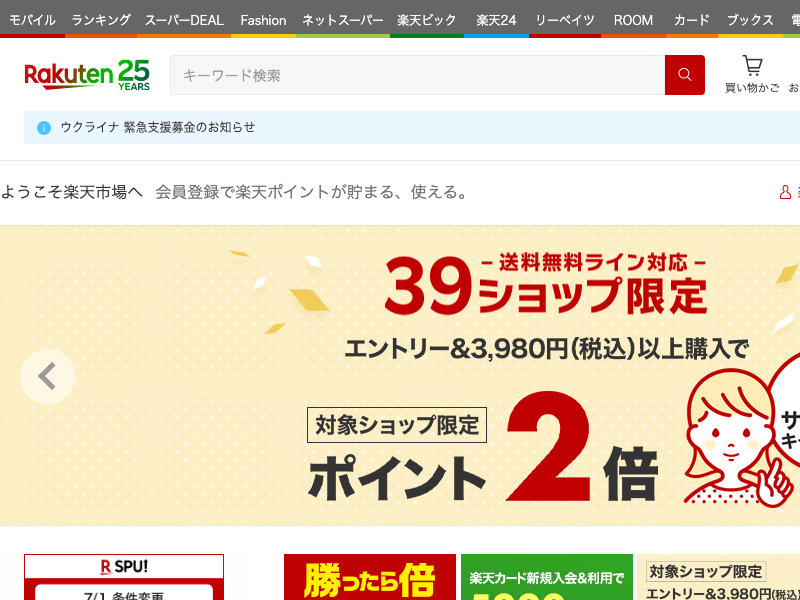 モバイル ランキング スーパーDEAL Fashion ネットスーパー 楽天ビック 楽天24 リーベイツ ROOM カード ブックス
Rakuten 25 YEARS
キーワード検索
買い物かご お
ウクライナ 緊急支援募金のお知らせ
ようこそ楽天市場へ 会員登録で楽天ポイントが貯まる、使える。
－送料無料ライン対応－
39ショップ限定
エントリー&3,980円(税込)以上購入で
対象ショップ限定
ポイント2倍
サ
キー
R SPU!
7/1 条件変更
勝ったら倍
楽天カード新規入会&利用で
5000
対象ショップ限定
エントリー&3,980円(税込)